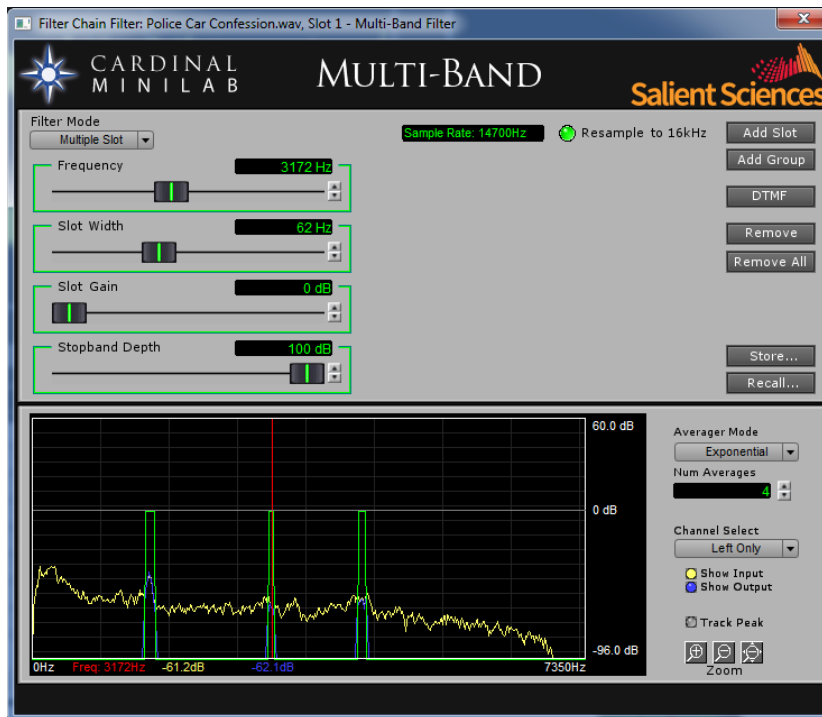 Filter Chain Filter: Police Car Confession.wav, Slot 1 - Multi-Band Filter
CARDINAL
MINILAB
MULTI-BAND
Salient Sciences
Filter Mode
Multiple Slot
Sample Rate: 14700Hz
Resample to 16kHz
Add Slot
Add Group
DTMF
Remove
Remove All
Store...
Recall...
Frequency
3172 Hz
Slot Width
62 Hz
Slot Gain
0 dB
Stopband Depth
100 dB
60.0 dB
0 dB
-96.0 dB
0Hz
Freq: 3172Hz
-61.2dB
-62.1dB
7350Hz
Averager Mode
Exponential
Num Averages
4
Channel Select
Left Only
Show Input
Show Output
Track Peak
Zoom